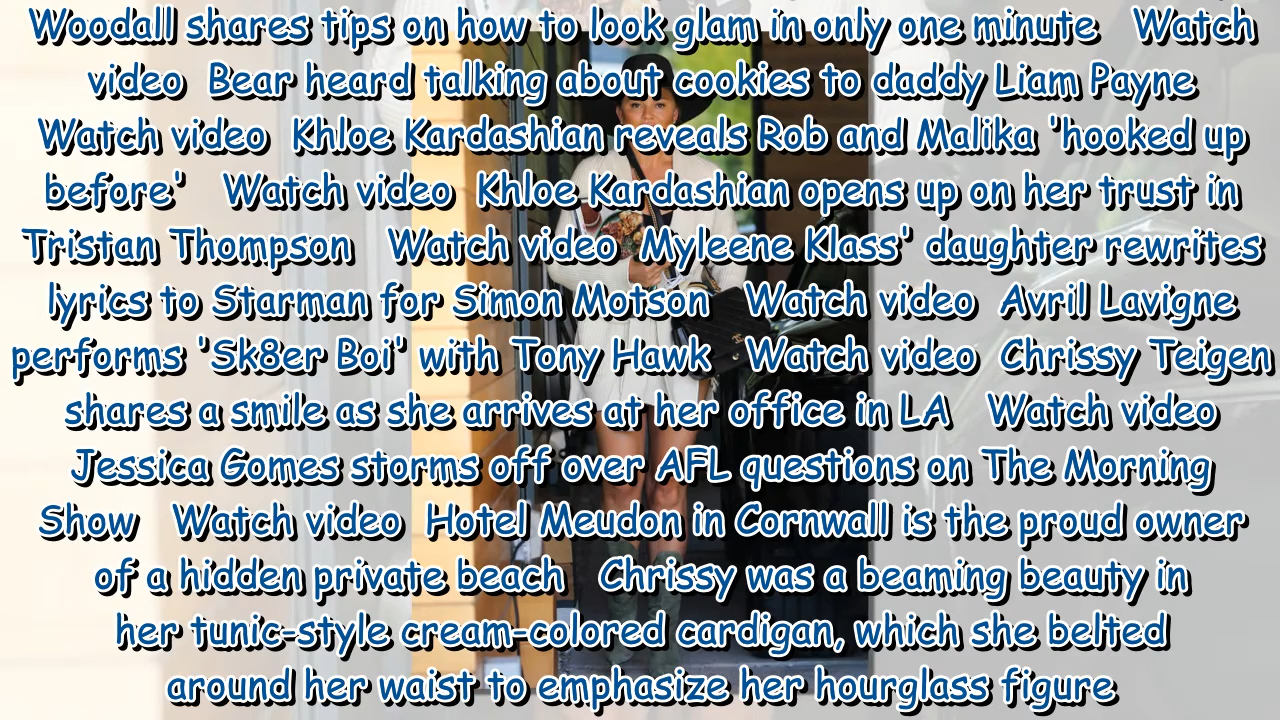 Woodall shares tips on how to look glam in only one minute Watch
video Bear heard talking about cookies to daddy Liam Payne
Watch video Khloe Kardashian reveals Rob and Malika 'hooked up
before' Watch video Khloe Kardashian opens up on her trust in
Tristan Thompson Watch video Myleene Klass' daughter rewrites
lyrics to Starman for Simon Motson Watch video Avril Lavigne
performs 'Sk8er Boi' with Tony Hawk Watch video Chrissy Teigen
shares a smile as she arrives at her office in LA Watch video
Jessica Gomes storms off over AFL questions on The Morning
Show Watch video Hotel Meudon in Cornwall is the proud owner
of a hidden private beach Chrissy was a beaming beauty in
her tunic-style cream-colored cardigan, which she belted
around her waist to emphasize her hourglass figure